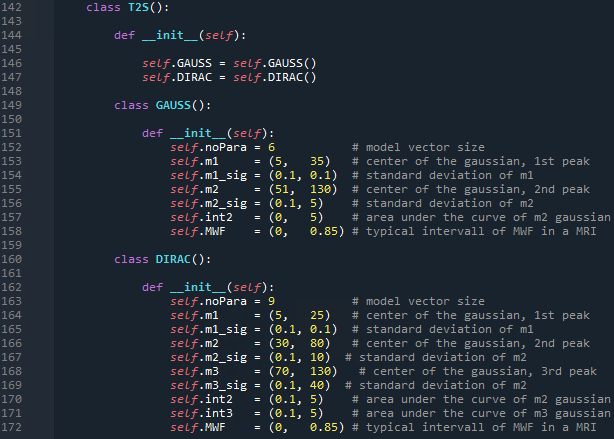 142 class T2S():
143
144 def __init__(self):
145
146 self.GAUSS = self.GAUSS()
147 self.DIRAC = self.DIRAC()
148
149 class GAUSS():
150
151 def __init__(self):
152 self.noPara = 6 # model vector size
153 self.m1 = (5, 35) # center of the gaussian, 1st peak
154 self.m1_sig = (0.1, 0.1) # standard deviation of m1
155 self.m2 = (51, 130) # center of the gaussian, 2nd peak
156 self.m2_sig = (0.1, 5) # standard deviation of m2
157 self.int2 = (0, 5) # area under the curve of m2 gaussian
158 self.MWF = (0, 0.85) # typical intervall of MWF in a MRI
159
160 class DIRAC():
161
162 def __init__(self):
163 self.noPara = 9 # model vector size
164 self.m1 = (5, 25) # center of the gaussian, 1st peak
165 self.m1_sig = (0.1, 0.1) # standard deviation of m1
166 self.m2 = (30, 80) # center of the gaussian, 2nd peak
167 self.m2_sig = (0.1, 10) # standard deviation of m2
168 self.m3 = (70, 130) # center of the gaussian, 3rd peak
169 self.m3_sig = (0.1, 40) # standard deviation of m2
170 self.int2 = (0.1, 5) # area under the curve of m2 gaussian
171 self.int3 = (0.1, 5) # area under the curve of m3 gaussian
172 self.MWF = (0, 0.85) # typical intervall of MWF in a MRI